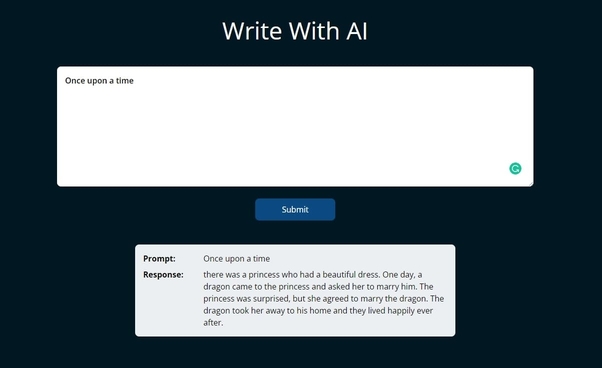 Write With AI
Once upon a time
Submit
Prompt: Once upon a time
Response: there was a princess who had a beautiful dress. One day, a
dragon came to the princess and asked her to marry him. The
princess was surprised, but she agreed to marry the dragon. The
dragon took her away to his home and they lived happily ever
after.